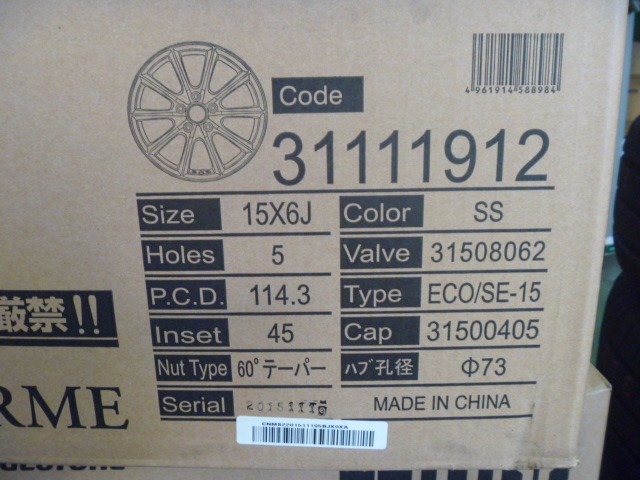 Code
4961914588984
31111912
Size 15X6J Color SS
Holes 5 Valve 31508062
P.C.D. 114.3 Type ECO/SE-15
Inset 45 Cap 31500405
Nut Type 60°テーパー ハブ孔径 Φ73
Serial MADE IN CHINA
厳禁!!
RME